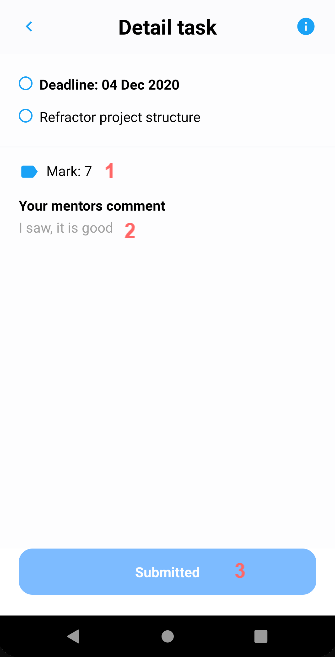 Detail task
Deadline: 04 Dec 2020
Refractor project structure
Mark: 7 1
Your mentors comment
I saw, it is good 2
Submitted 3